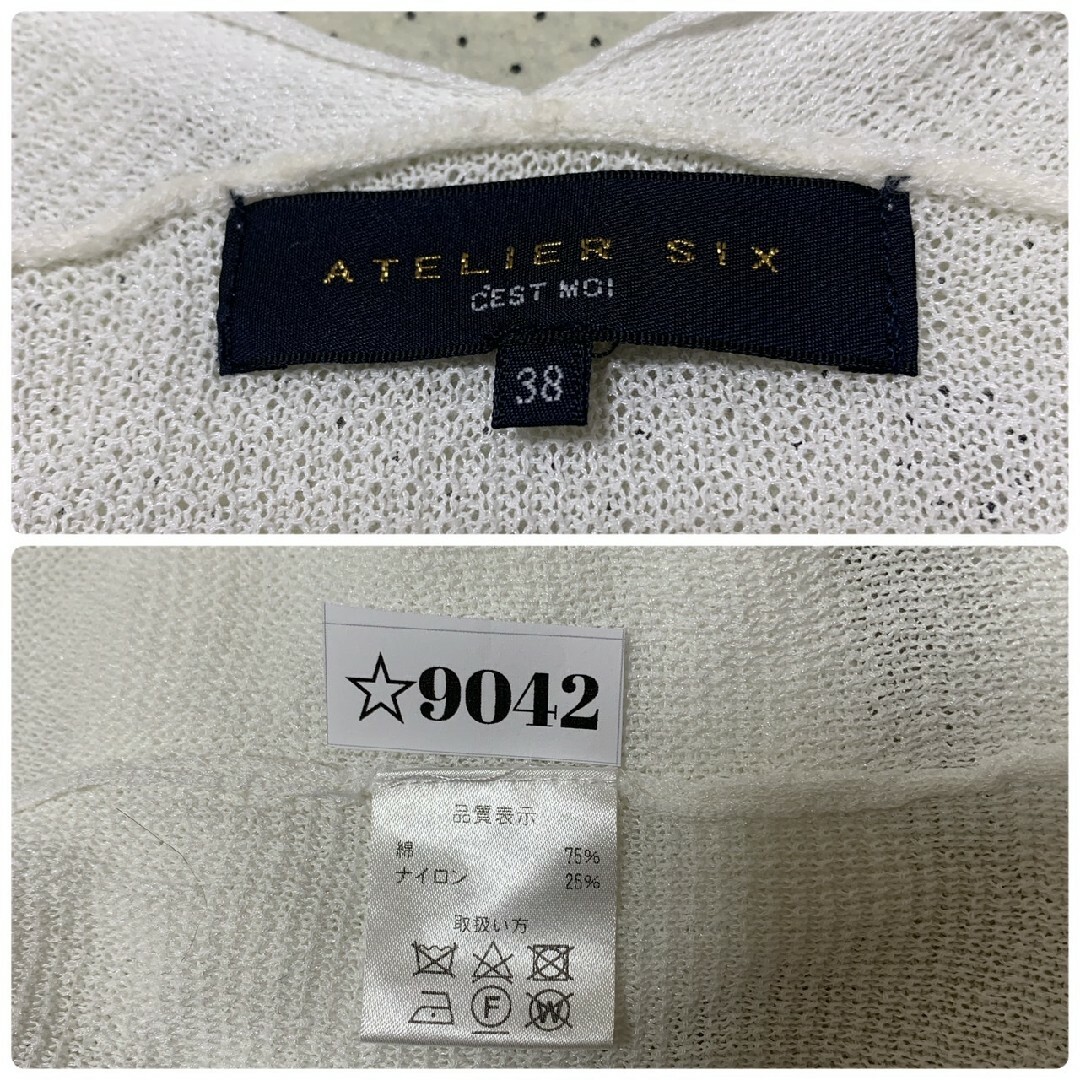 ATELIER SIX
C'EST MOI
38
☆9042
品質表示
綿 75%
ナイロン 25%
取扱い方
F W